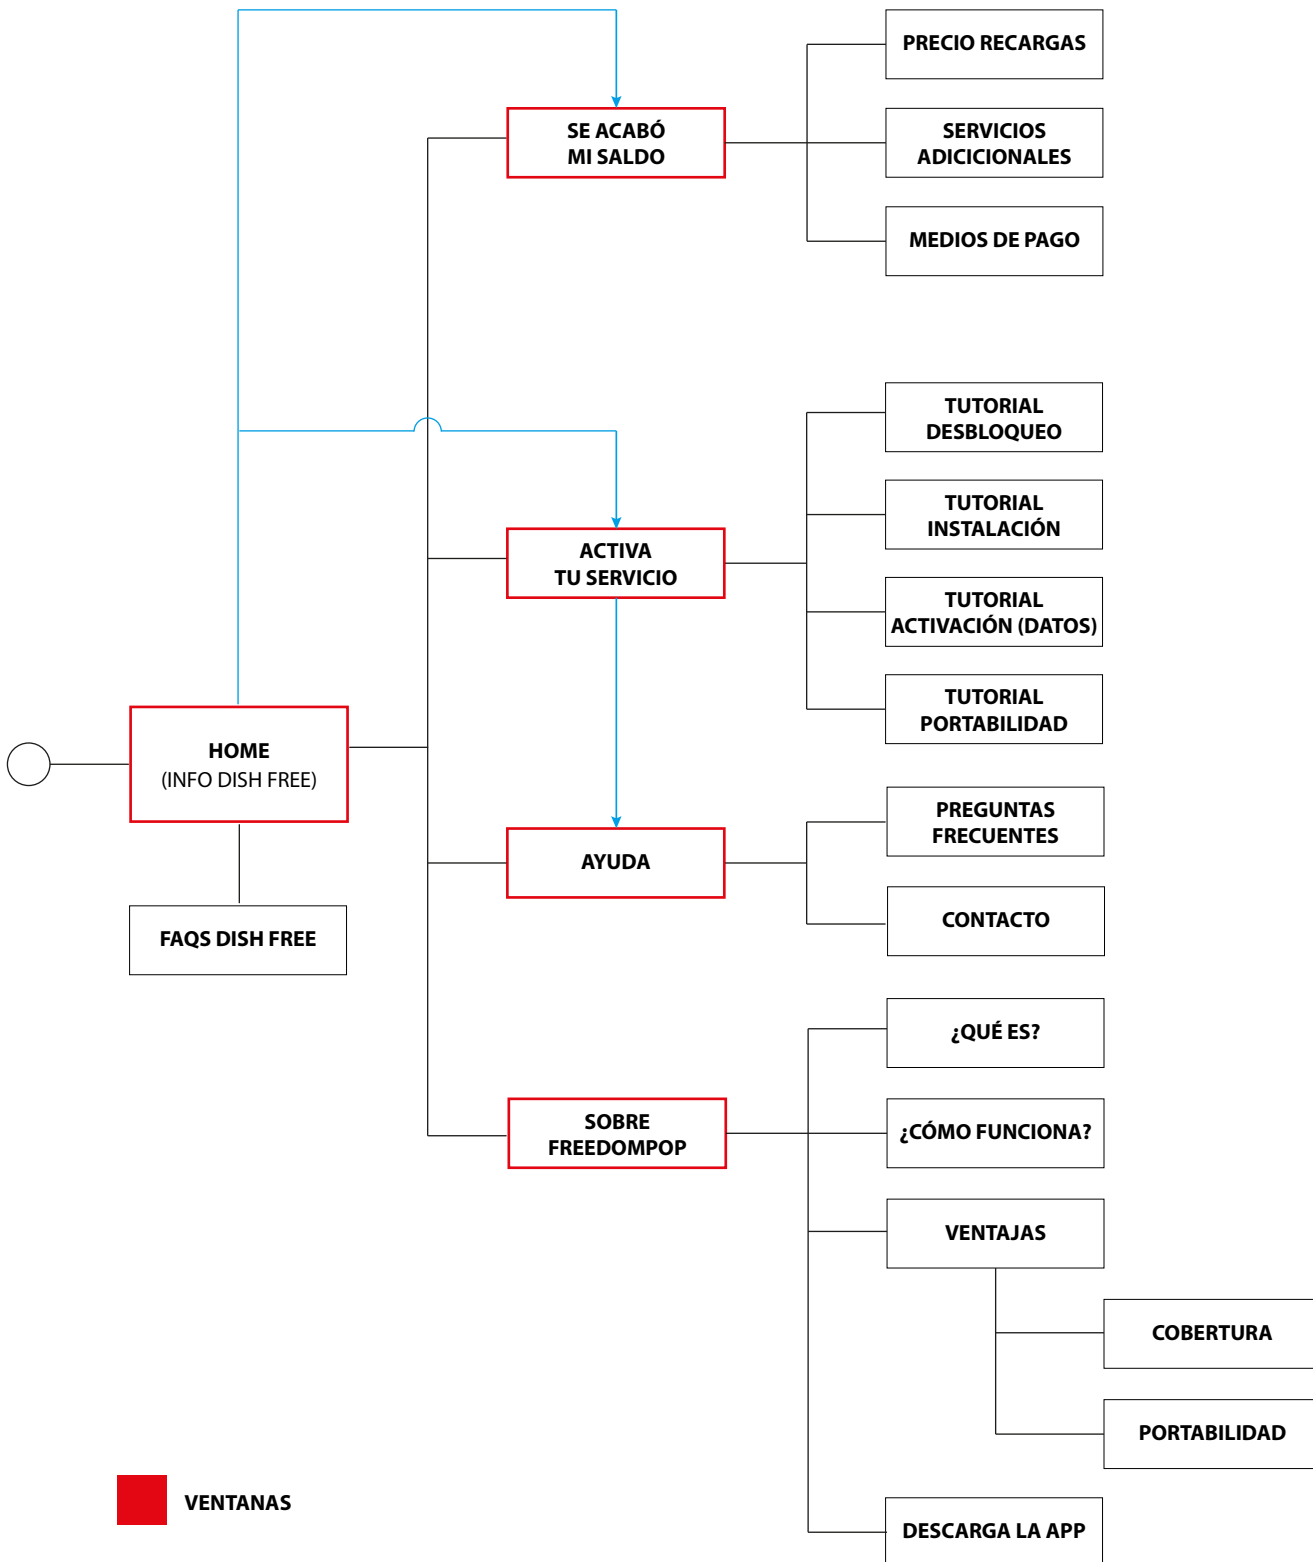 PRECIO RECARGAS
SE ACABÓ
MI SALDO
SERVICIOS
ADICICIONALES
MEDIOS DE PAGO
TUTORIAL
DESBLOQUEO
TUTORIAL
INSTALACIÓN
ACTIVA
TU SERVICIO
TUTORIAL
ACTIVACIÓN (DATOS)
TUTORIAL
PORTABILIDAD
HOME
(INFO DISH FREE)
PREGUNTAS
FRECUENTES
AYUDA
CONTACTO
FAQS DISH FREE
¿QUÉ ES?
SOBRE
FREEDOMPOP
¿CÓMO FUNCIONA?
VENTAJAS
COBERTURA
PORTABILIDAD
VENTANAS
DESCARGA LA APP